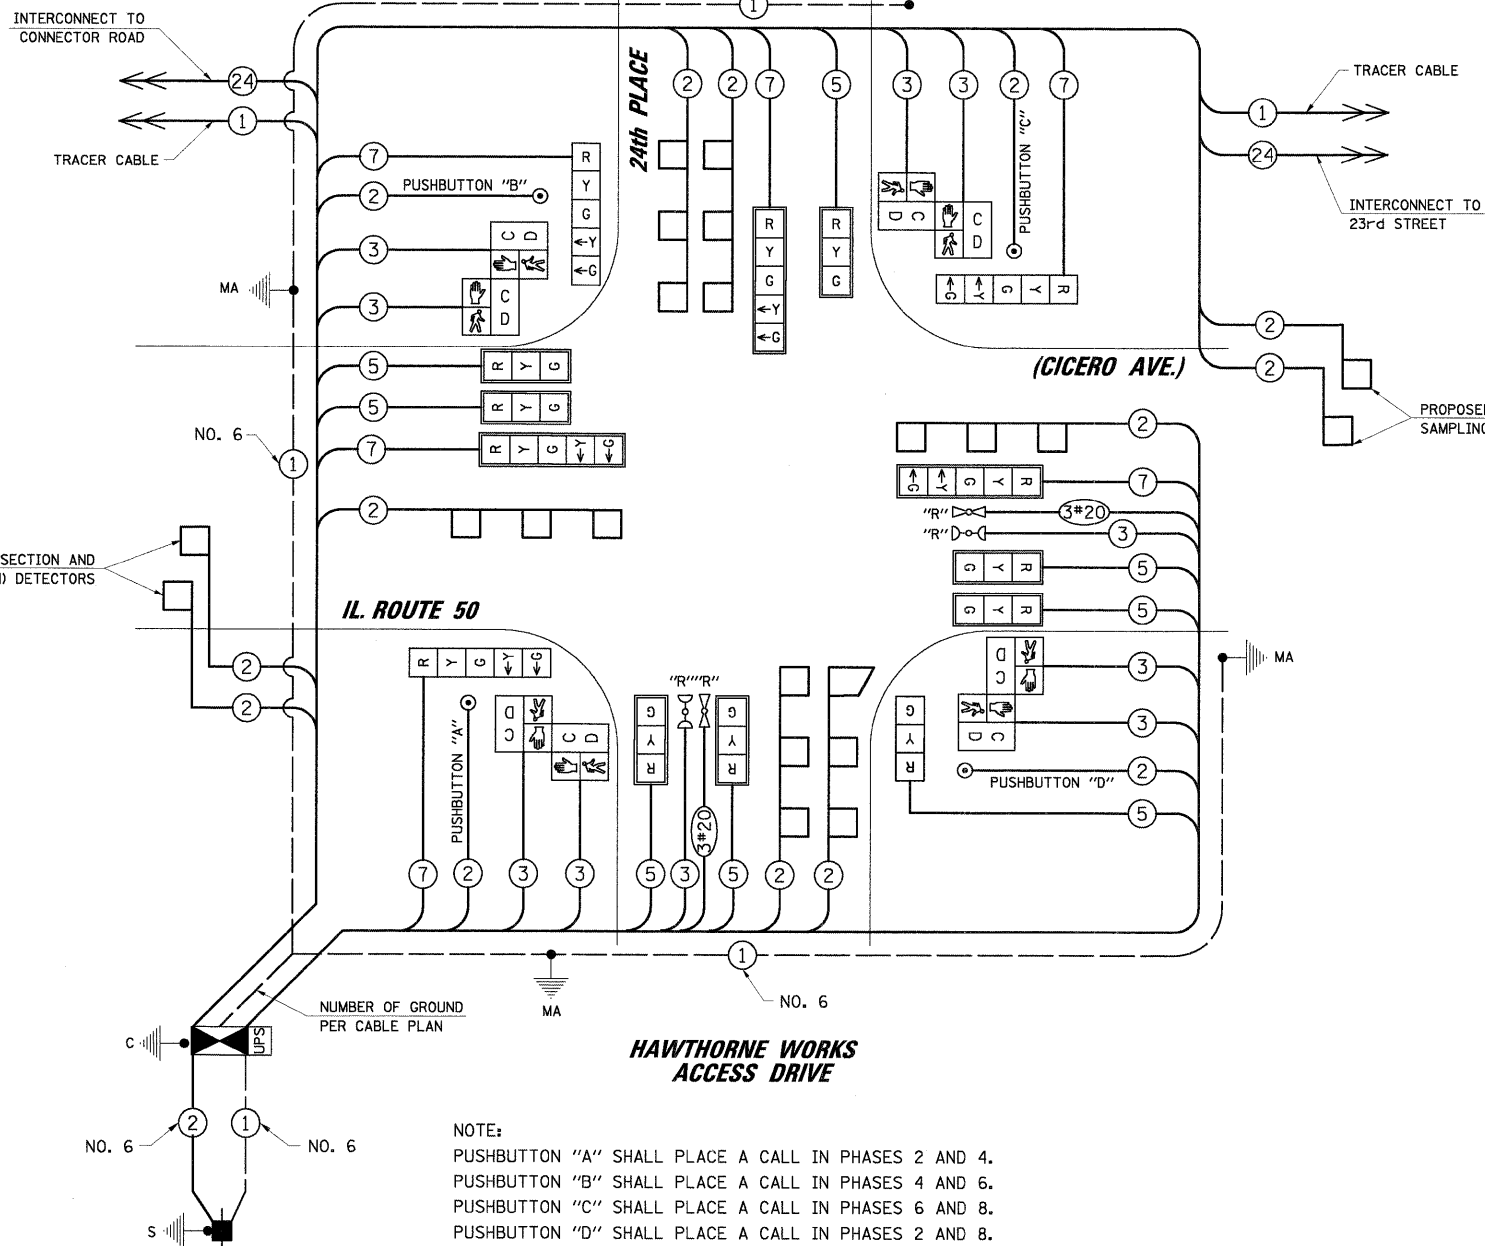 INTERCONNECT TO
CONNECTOR ROAD
24
1
TRACER CABLE
1
24th PLACE
2
2
7
5
3
3
2
7
TRACER CABLE
1
24
INTERCONNECT TO
23rd STREET
7
R
Y
G
←Y
←G
2
PUSHBUTTON "B"
3
C D
3
C
D
MA
R
Y
G
←Y
←G
R
Y
G
D C
C
D
PUSHBUTTON "C"
←G ←Y G Y R
2
2
(CICERO AVE.)
5
R Y G
5
R Y G
7
R Y G ←Y ←G
NO. 6
1
2
PROPOSE
SAMPLING
2
←G ←Y G Y R
7
"R"
3#20
"R"
3
G Y R
5
G Y R
5
SECTION AND
) DETECTORS
IL. ROUTE 50
2
2
R Y G ←Y ←G
PUSHBUTTON "A"
D
C
C D
"R" "R"
G
Y
R
G
Y
R
3#20
7
2
3
3
5
3
5
2
2
D
C
3
D C
3
G
Y
R
PUSHBUTTON "D"
2
5
MA
1
NO. 6
MA
NUMBER OF GROUND
PER CABLE PLAN
C
UPS
HAWTHORNE WORKS
ACCESS DRIVE
NO. 6
2
1
NO. 6
S
NOTE:
PUSHBUTTON "A" SHALL PLACE A CALL IN PHASES 2 AND 4.
PUSHBUTTON "B" SHALL PLACE A CALL IN PHASES 4 AND 6.
PUSHBUTTON "C" SHALL PLACE A CALL IN PHASES 6 AND 8.
PUSHBUTTON "D" SHALL PLACE A CALL IN PHASES 2 AND 8.